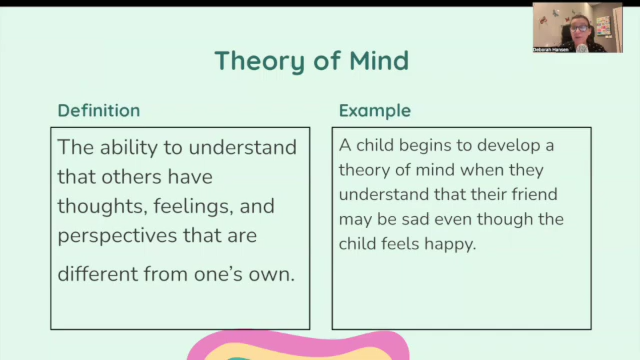 Deborah Hansen
Theory of Mind
Definition
The ability to understand
that others have
thoughts, feelings, and
perspectives that are
different from one's own.
Example
A child begins to develop a
theory of mind when they
understand that their friend
may be sad even though the
child feels happy.